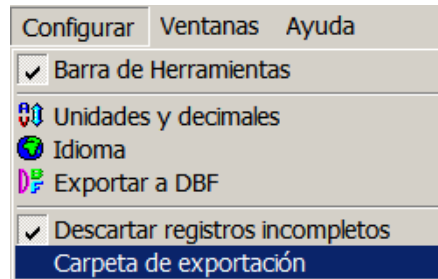 Configurar Ventanas Ayuda
Barra de Herramientas
Unidades y decimales
Idioma
Exportar a DBF
Descartar registros incompletos
Carpeta de exportación